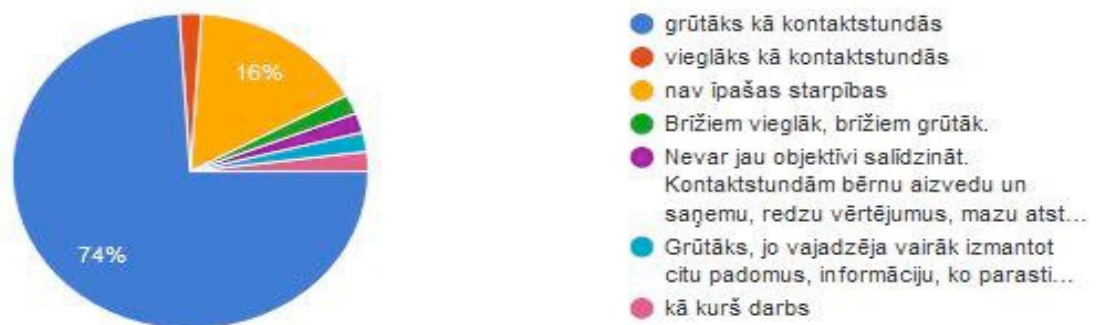 16%
74%
grūtāks kā kontaktstundās
vieglāks kā kontaktstundās
nav īpašas starpības
Brīžiem vieglāk, brīžiem grūtāk.
Nevar jau objektīvi salīdzināt.
Kontaktstundām bērnu aizvedu un
saņemu, redzu vērtējumus, mazu atst...
Grūtāks, jo vajadzēja vairāk izmantot
citu padomus, informāciju, ko parasti...
kā kurš darbs